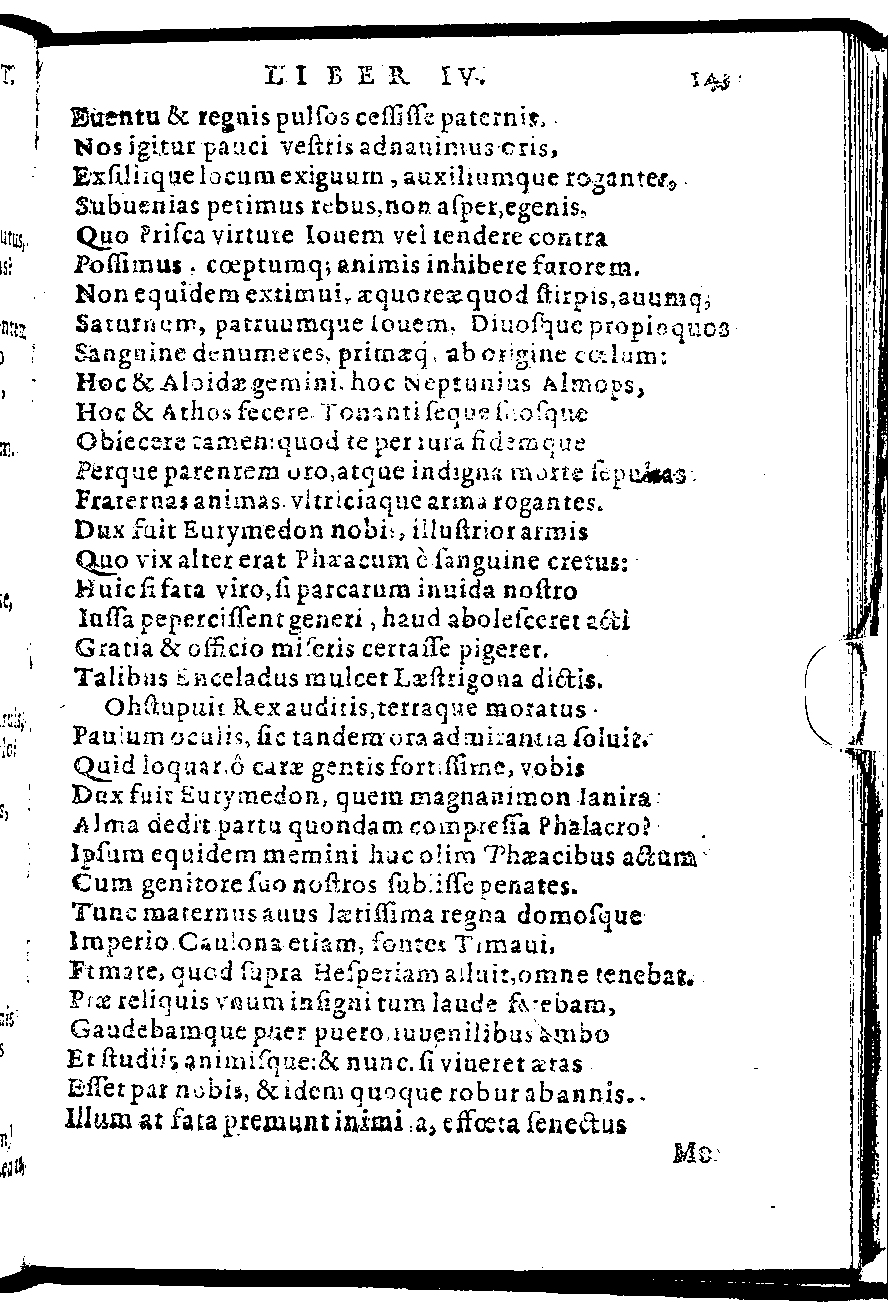 LIBER IV. 143
Euentu & regnis pulſos ceſſiſſe paternis.
Nos igitur pauci veſtris adnauimus oris,
Exſiliique locum exiguum, auxiliumque rogantes,
Subuenias petimus rebus, non aſper, egenis,
Quo Priſca virtute Iouem vel tendere contra
Poſſimus, cœptumq; animis inhibere furorem.
Non equidem extimui, æquoreæ quod ſtirpis, auumq;
Saturnum, patruumque Iouem, Diuoſque propinquos
Sanguine denumeres, primæq; ab origine cœlum:
Hoc & Aloidæ gemini, hoc Neptunius Almops,
Hoc & Athos fecere. Tonanti ſeque ſuoſque
Obiecere tamen: quod te per iura fidemque
Perque parentem oro, atque indigna morte ſepultas
Fraternas animas, vltriciaque arma rogantes.
Dux fuit Eurymedon nobis, illuſtrior armis
Quo vix alter erat Phæacum è ſanguine cretus:
Huic ſi fata viro, ſi parcarum inuida noſtro
Iuſſa peperciſſent generi, haud aboleſceret acti
Gratia & officio miſeris certaſſe pigeret.
Talibus Enceladus mulcet Læſtrigona dictis.
Obſtupuit Rex auditis, terraque moratus
Paulum oculis, ſic tandem ora admirantia ſoluit.
Quid loquar, ô caræ gentis fortiſſime, vobis
Dux fuit Eurymedon, quem magnanimon Ianira
Alma dedit partu quondam compreſſa Phalacro?
Ipſum equidem memini huc olim Phæacibus actum
Cum genitore ſuo noſtros ſubiiſſe penates.
Tunc maternus auus lætiſſima regna domoſque
Imperio Caulona etiam, fontes Timaui,
Et mare, quod ſupra Heſperiam alluit, omne tenebat.
Præ reliquis vnum inſigni tum laude ferebam,
Gaudebamque puer puero, iuuenilibus ambo
Et ſtudiis animiſque: & nunc, ſi viueret ætas
Eſſet par nobis, & idem quoque robur ab annis.
Illum at fata premunt inimica, effœta ſenectus
Mo